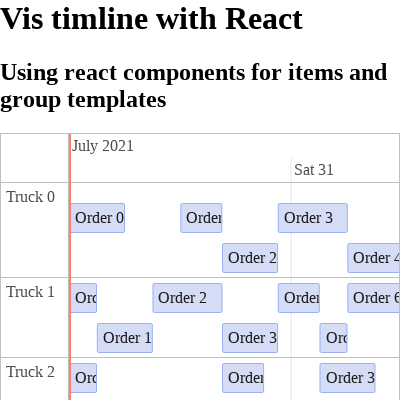 Vis timline with React
Using react components for items and
group templates
July 2021
Sat 31
Truck 0
Order 0
Order
Order 3
Order 2
Order 4
Truck 1
Ord
Order 2
Order
Order 6
Order 1
Order 3
Ord
Truck 2
Ord
Order
Order 3